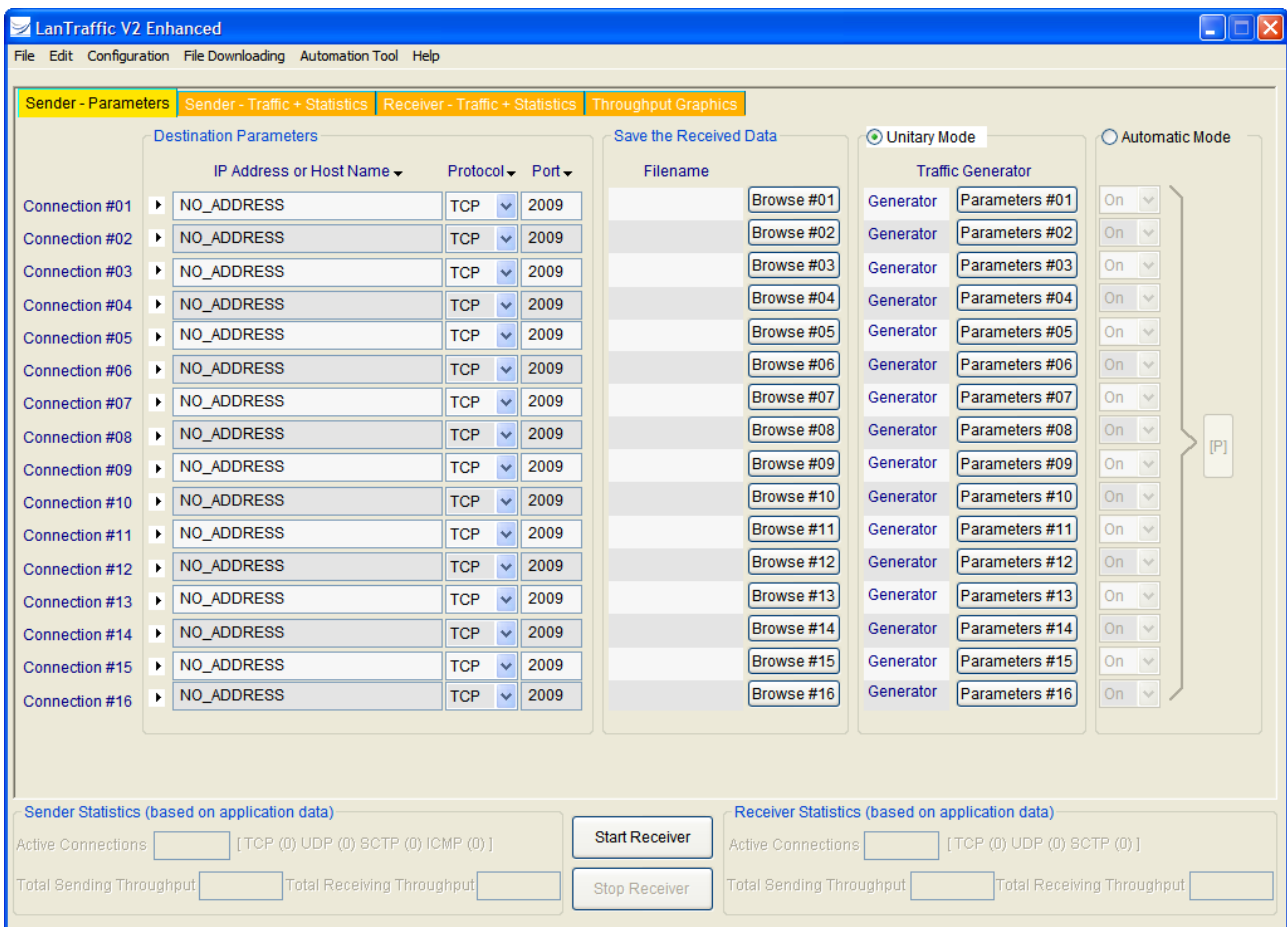 LanTraffic V2 Enhanced
File Edit Configuration File Downloading Automation Tool Help
Sender - Parameters Sender - Traffic + Statistics Receiver - Traffic + Statistics Throughput Graphics
Destination Parameters Save the Received Data Unitary Mode Automatic Mode
IP Address or Host Name Protocol Port Filename Traffic Generator
Connection #01 NO_ADDRESS TCP 2009 Browse #01 Generator Parameters #01 On
Connection #02 NO_ADDRESS TCP 2009 Browse #02 Generator Parameters #02 On
Connection #03 NO_ADDRESS TCP 2009 Browse #03 Generator Parameters #03 On
Connection #04 NO_ADDRESS TCP 2009 Browse #04 Generator Parameters #04 On
Connection #05 NO_ADDRESS TCP 2009 Browse #05 Generator Parameters #05 On
Connection #06 NO_ADDRESS TCP 2009 Browse #06 Generator Parameters #06 On
Connection #07 NO_ADDRESS TCP 2009 Browse #07 Generator Parameters #07 On
Connection #08 NO_ADDRESS TCP 2009 Browse #08 Generator Parameters #08 On
[P]
Connection #09 NO_ADDRESS TCP 2009 Browse #09 Generator Parameters #09 On
Connection #10 NO_ADDRESS TCP 2009 Browse #10 Generator Parameters #10 On
Connection #11 NO_ADDRESS TCP 2009 Browse #11 Generator Parameters #11 On
Connection #12 NO_ADDRESS TCP 2009 Browse #12 Generator Parameters #12 On
Connection #13 NO_ADDRESS TCP 2009 Browse #13 Generator Parameters #13 On
Connection #14 NO_ADDRESS TCP 2009 Browse #14 Generator Parameters #14 On
Connection #15 NO_ADDRESS TCP 2009 Browse #15 Generator Parameters #15 On
Connection #16 NO_ADDRESS TCP 2009 Browse #16 Generator Parameters #16 On
Sender Statistics (based on application data) Receiver Statistics (based on application data)
Active Connections [ TCP (0) UDP (0) SCTP (0) ICMP (0) ] Start Receiver Active Connections [ TCP (0) UDP (0) SCTP (0) ]
Total Sending Throughput Total Receiving Throughput Stop Receiver Total Sending Throughput Total Receiving Throughput